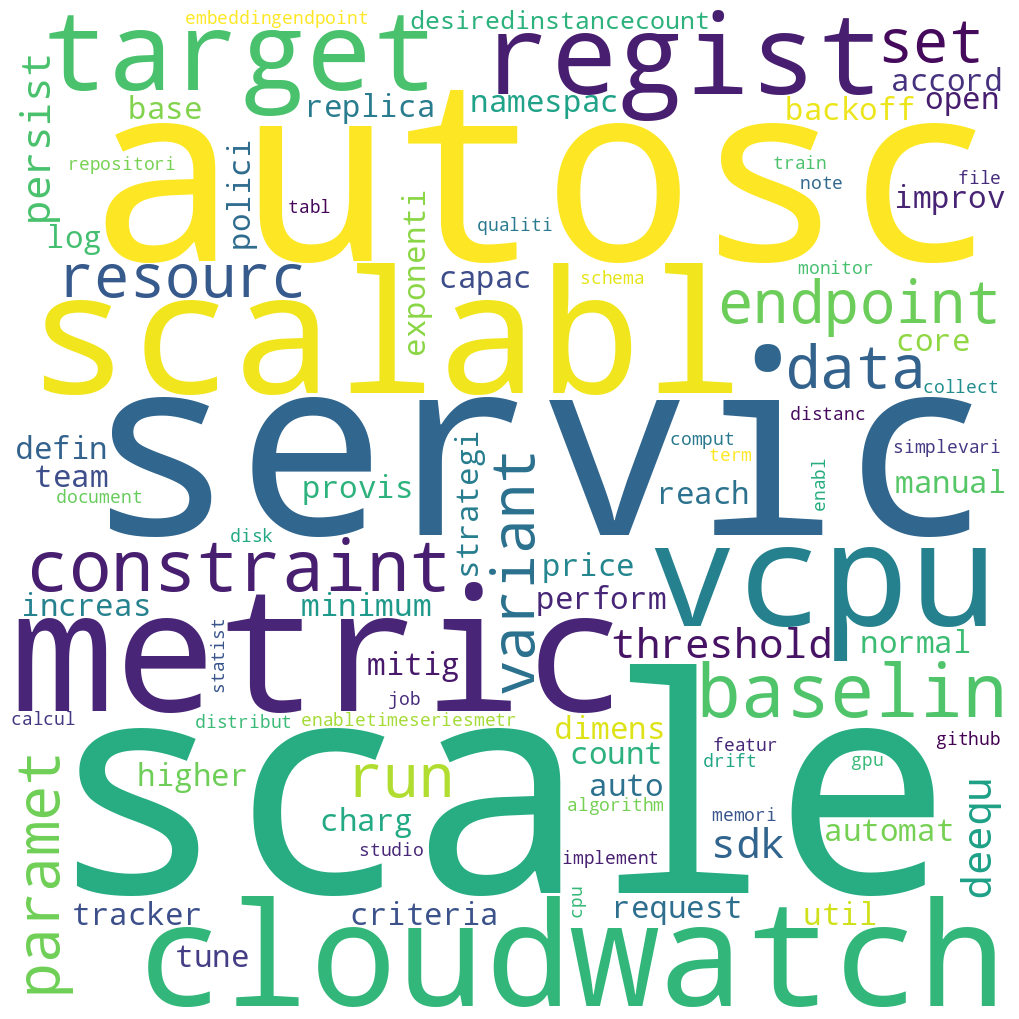 embeddingendpoint
desiredinstancecount
target
regist
set
accord
persist
base
replica
namespac
backoff
open
autosc
repositori
polici
tabl
qualiti
train
note
file
improv
log
exponenti
resourc
capac
schema
monitor
scalabl
endpoint
core
data
collect
servic
distanc
defin
team
document
strategi
variant
comput
term
simplevari
provis
reach
enabl
manual
disk
constraint
vcpu
price
increas
minimum
perform
metric
threshold
normal
statist
mitig
baselin
job
calcul
distribut
enabletimeseriesmetr
dimens
scale
featur
github
paramet
higher
run
count
drift
gpu
auto
algorithm
charg
memori
sdk
automat
deequ
studio
implement
tracker
criteria
cpu
request
util
tune
cloudwatch